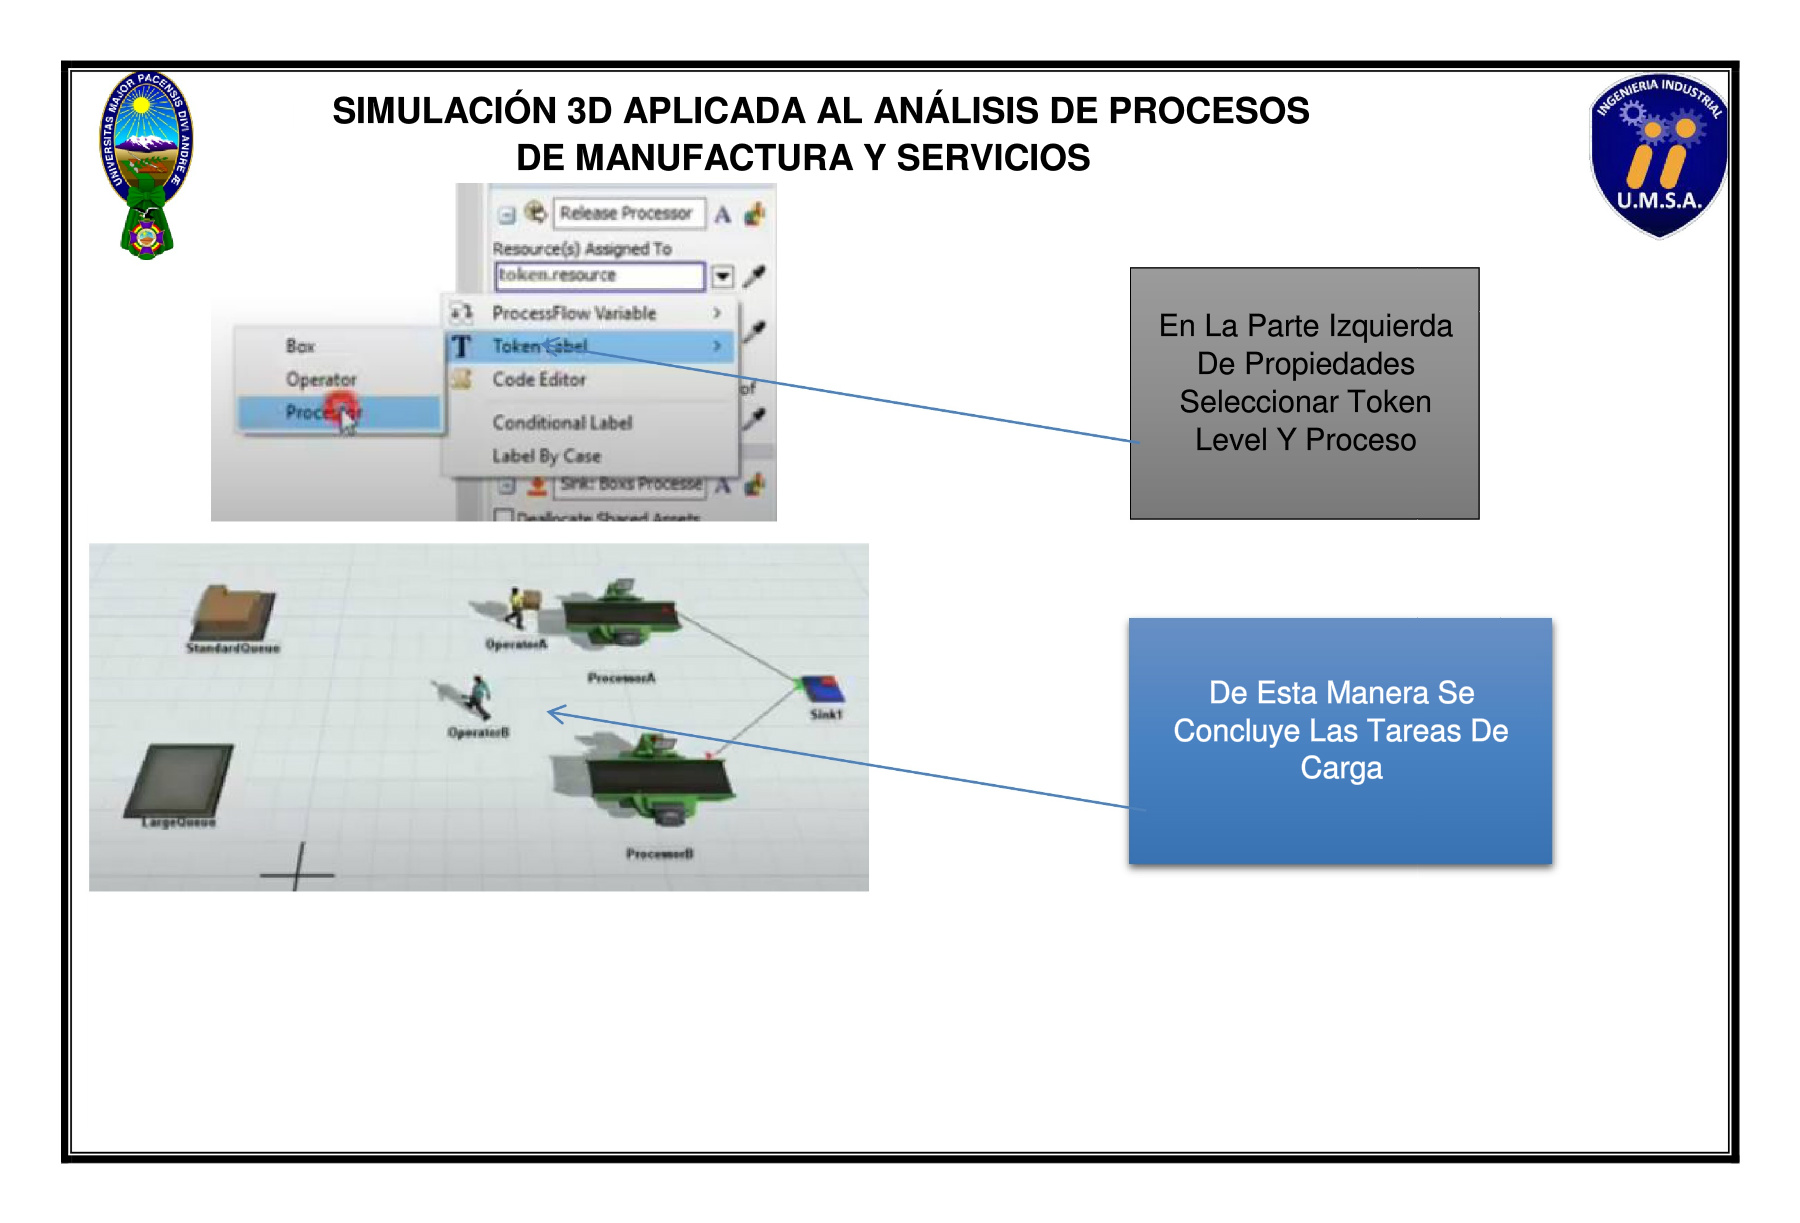 UNIVERSITAS MAJOR PACENSIS DIVI ANDRE Æ
SIMULACIÓN 3D APLICADA AL ANÁLISIS DE PROCESOS
DE MANUFACTURA Y SERVICIOS
INGENIERIA INDUSTRIAL
U.M.S.A.
Release Processor
A
Resource(s) Assigned To
token.resource
ProcessFlow Variable
Token Label
Code Editor
Conditional Label
Label By Case
Box
Operator
Processor
of
Sink: Boxs Processe
A
Deallocate Shared Assets
En La Parte Izquierda
De Propiedades
Seleccionar Token
Level Y Proceso
StandardQueue
OperatorA
ProcessorA
OperatorB
Sink1
LargeQueue
ProcessorB
De Esta Manera Se
Concluye Las Tareas De
Carga